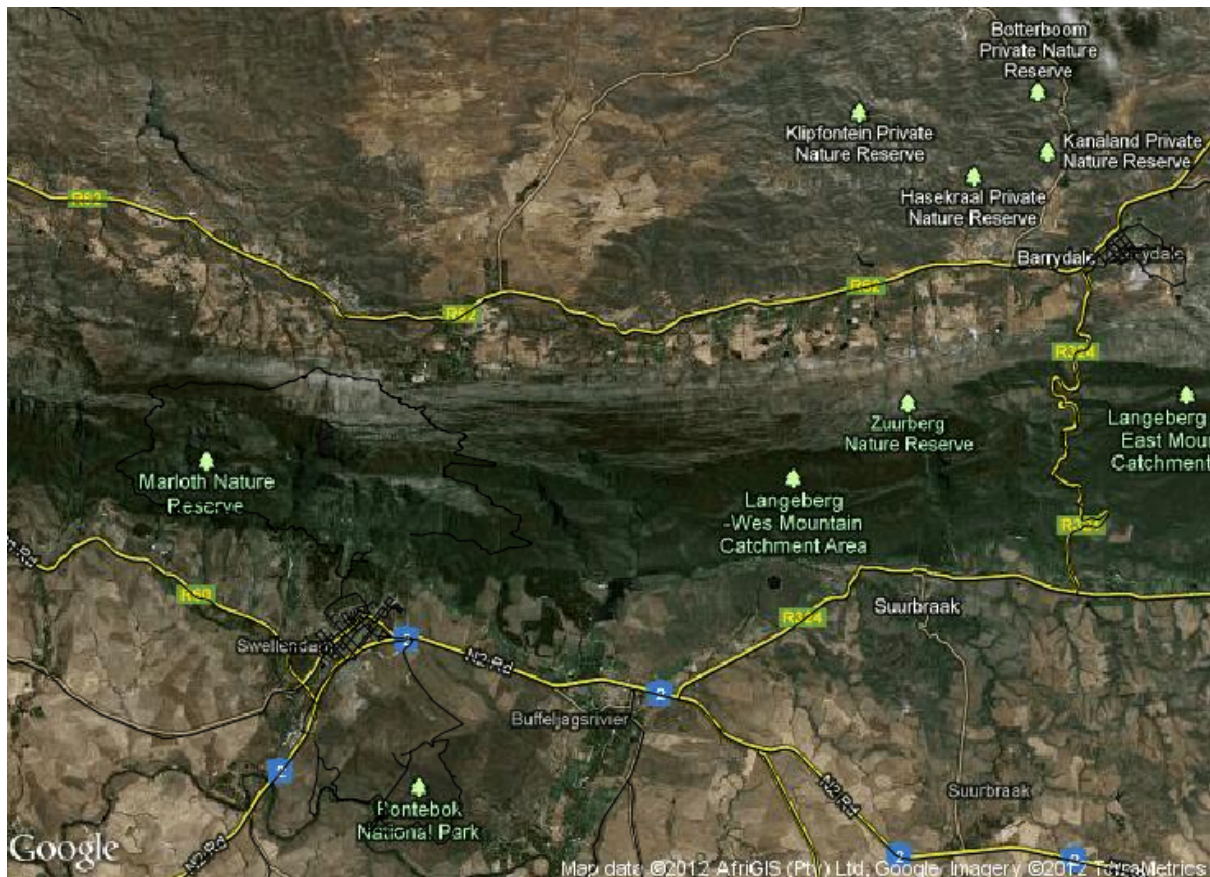 Botterboom
Private Nature
Reserve
Klipfontein Private
Nature Reserve
Kanaland Private
Nature Reserve
R62
Hasekraal Private
Nature Reserve
Barrydale
R62
R62
R324
Zuurberg
Nature Reserve
Langeberg
East
Catchment
Marloth Nature
Reserve
Langeberg
-Wes Mountain
Catchment Area
Rd
R60
R324
Suurbraak
Swellendam
2
N2 Rd
2
Buffeljagsrivier
2
Pontebok
National Park
N2 Rd
Suurbraak
N2 Rd
2
2
Google
Map data ©2012 AfriGIS (Pty) Ltd, Google, Imagery ©2012 TerraMetrics